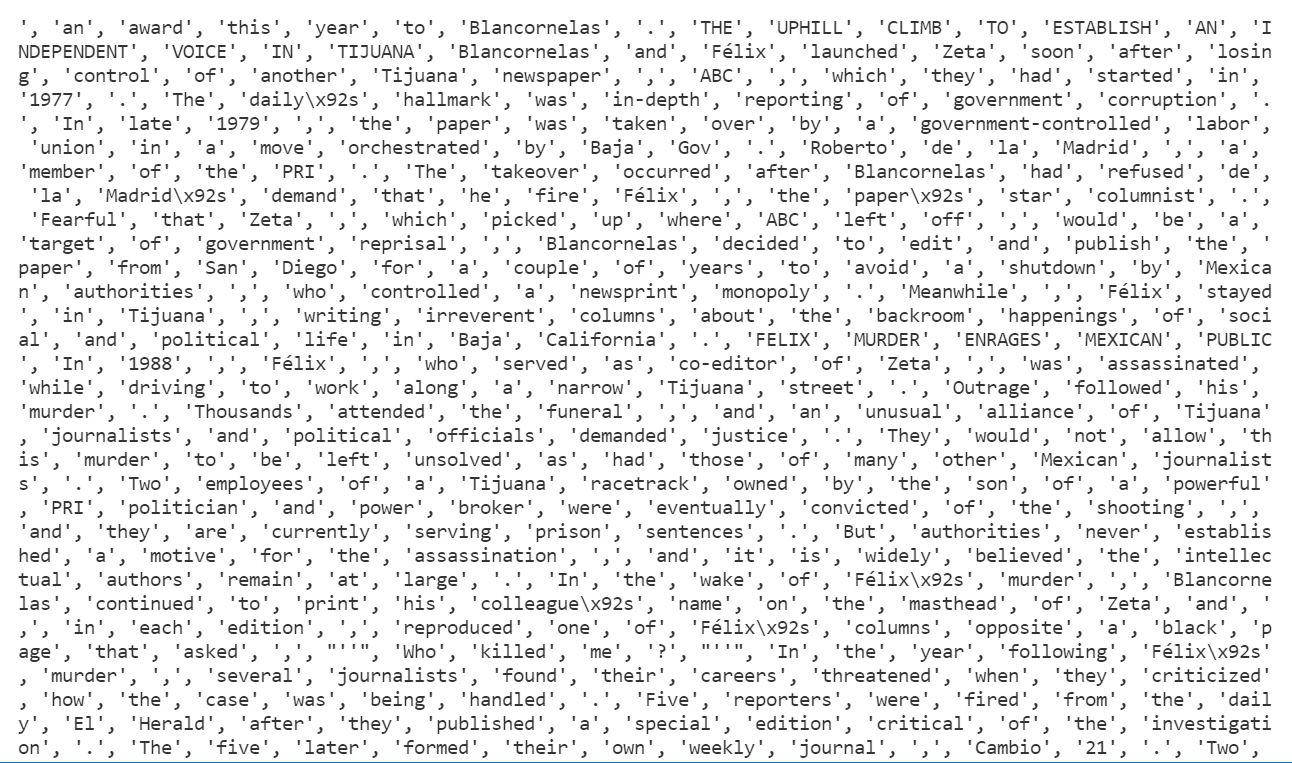 ', 'an', 'award', 'this', 'year', 'to', 'Blancornelas', '.', 'THE', 'UPHILL', 'CLIMB', 'TO', 'ESTABLISH', 'AN', 'I
NDEPENDENT', 'VOICE', 'IN', 'TIJUANA', 'Blancornelas', 'and', 'Félix', 'launched', 'Zeta', 'soon', 'after', 'losin
g', 'control', 'of', 'another', 'Tijuana', 'newspaper', ',', 'ABC', ',', 'which', 'they', 'had', 'started', 'in',
'1977', '.', 'The', 'daily\x92s', 'hallmark', 'was', 'in-depth', 'reporting', 'of', 'government', 'corruption', '.
', 'In', 'late', '1979', ',', 'the', 'paper', 'was', 'taken', 'over', 'by', 'a', 'government-controlled', 'labor',
'union', 'in', 'a', 'move', 'orchestrated', 'by', 'Baja', 'Gov', '.', 'Roberto', 'de', 'la', 'Madrid', ',', 'a',
'member', 'of', 'the', 'PRI', '.', 'The', 'takeover', 'occurred', 'after', 'Blancornelas', 'had', 'refused', 'de',
'la', 'Madrid\x92s', 'demand', 'that', 'he', 'fire', 'Félix', ',', 'the', 'paper\x92s', 'star', 'columnist', '.',
'Fearful', 'that', 'Zeta', ',', 'which', 'picked', 'up', 'where', 'ABC', 'left', 'off', ',', 'would', 'be', 'a',
'target', 'of', 'government', 'reprisal', ',', 'Blancornelas', 'decided', 'to', 'edit', 'and', 'publish', 'the', '
paper', 'from', 'San', 'Diego', 'for', 'a', 'couple', 'of', 'years', 'to', 'avoid', 'a', 'shutdown', 'by', 'Mexica
n', 'authorities', ',', 'who', 'controlled', 'a', 'newsprint', 'monopoly', '.', 'Meanwhile', ',', 'Félix', 'stayed
', 'in', 'Tijuana', ',', 'writing', 'irreverent', 'columns', 'about', 'the', 'backroom', 'happenings', 'of', 'soci
al', 'and', 'political', 'life', 'in', 'Baja', 'California', '.', 'FELIX', 'MURDER', 'ENRAGES', 'MEXICAN', 'PUBLIC
', 'In', '1988', ',', 'Félix', ',', 'who', 'served', 'as', 'co-editor', 'of', 'Zeta', ',', 'was', 'assassinated',
'while', 'driving', 'to', 'work', 'along', 'a', 'narrow', 'Tijuana', 'street', '.', 'Outrage', 'followed', 'his',
'murder', '.', 'Thousands', 'attended', 'the', 'funeral', ',', 'and', 'an', 'unusual', 'alliance', 'of', 'Tijuana'
, 'journalists', 'and', 'political', 'officials', 'demanded', 'justice', '.', 'They', 'would', 'not', 'allow', 'th
is', 'murder', 'to', 'be', 'left', 'unsolved', 'as', 'had', 'those', 'of', 'many', 'other', 'Mexican', 'journalist
s', '.', 'Two', 'employees', 'of', 'a', 'Tijuana', 'racetrack', 'owned', 'by', 'the', 'son', 'of', 'a', 'powerful'
, 'PRI', 'politician', 'and', 'power', 'broker', 'were', 'eventually', 'convicted', 'of', 'the', 'shooting', ',',
'and', 'they', 'are', 'currently', 'serving', 'prison', 'sentences', '.', 'But', 'authorities', 'never', 'establis
hed', 'a', 'motive', 'for', 'the', 'assassination', ',', 'and', 'it', 'is', 'widely', 'believed', 'the', 'intellec
tual', 'authors', 'remain', 'at', 'large', '.', 'In', 'the', 'wake', 'of', 'Félix\x92s', 'murder', ',', 'Blancorne
las', 'continued', 'to', 'print', 'his', 'colleague\x92s', 'name', 'on', 'the', 'masthead', 'of', 'Zeta', 'and', '
,', 'in', 'each', 'edition', ',', 'reproduced', 'one', 'of', 'Félix\x92s', 'columns', 'opposite', 'a', 'black', 'p
age', 'that', 'asked', ',', "''", 'Who', 'killed', 'me', '?', "''", 'In', 'the', 'year', 'following', 'Félix\x92s'
, 'murder', ',', 'several', 'journalists', 'found', 'their', 'careers', 'threatened', 'when', 'they', 'criticized'
, 'how', 'the', 'case', 'was', 'being', 'handled', '.', 'Five', 'reporters', 'were', 'fired', 'from', 'the', 'dail
y', 'El', 'Herald', 'after', 'they', 'published', 'a', 'special', 'edition', 'critical', 'of', 'the', 'investigati
on', '.', 'The', 'five', 'later', 'formed', 'their', 'own', 'weekly', 'journal', ',', 'Cambio', '21', '.', 'Two',